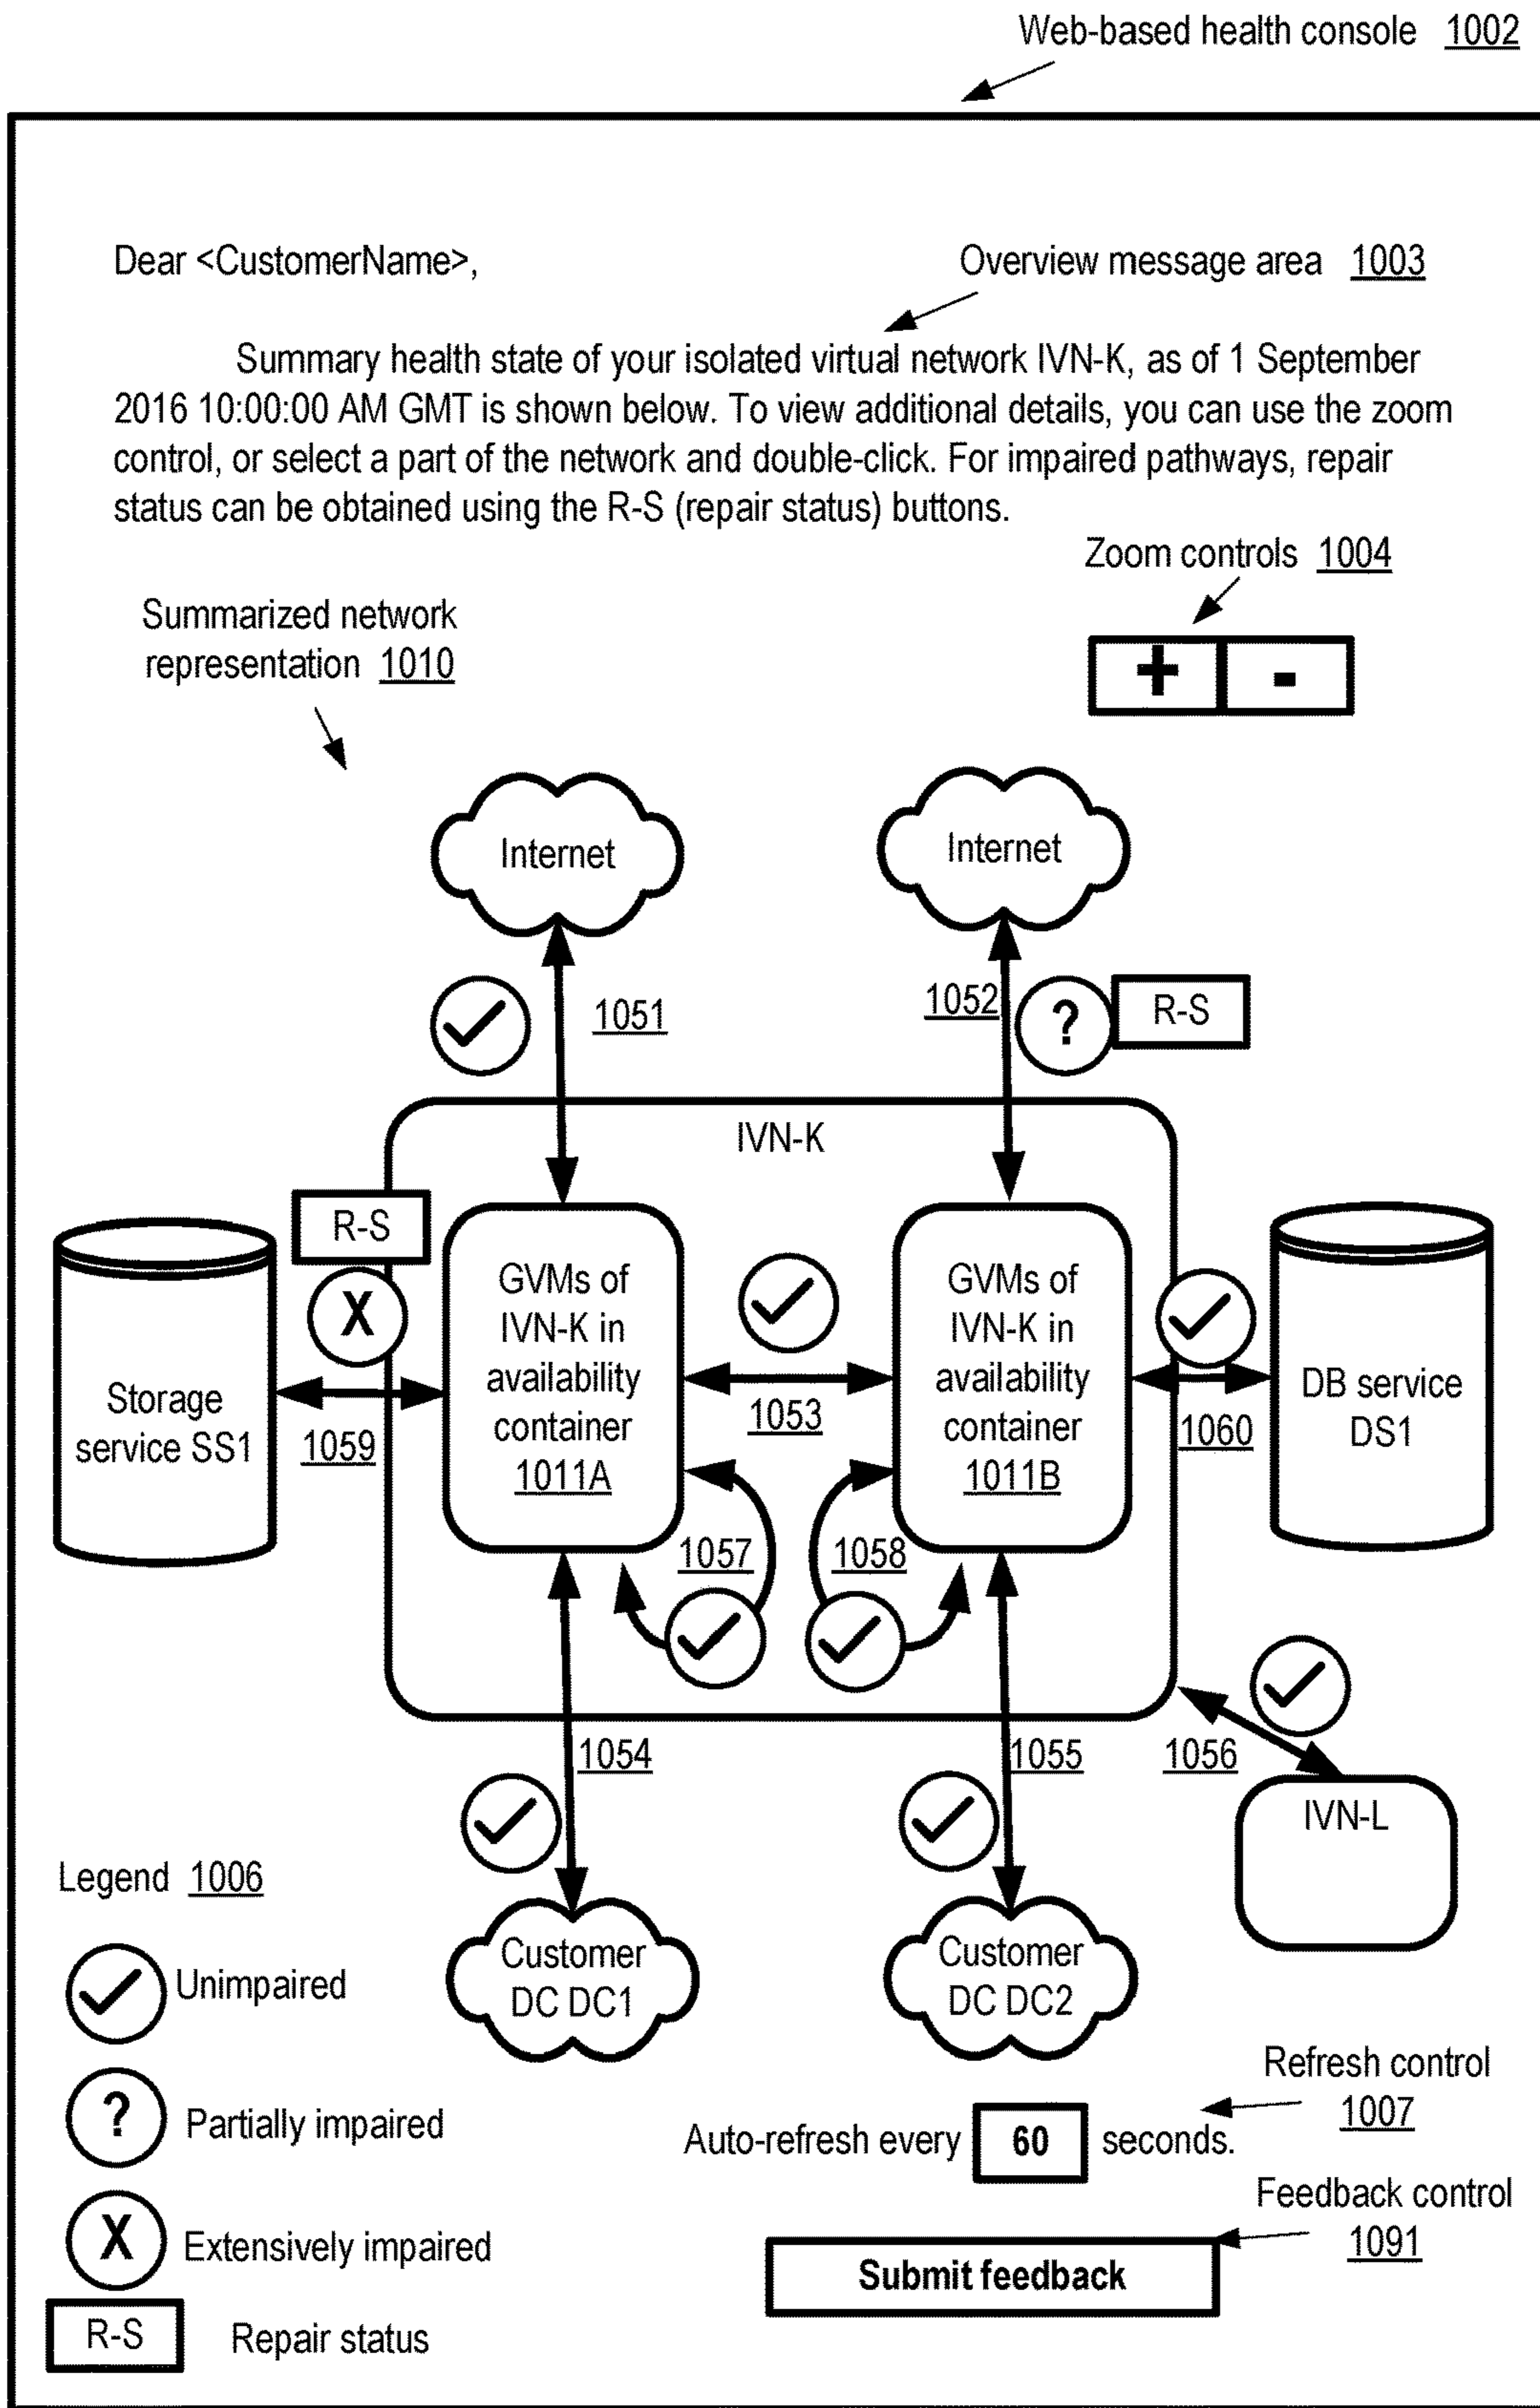 Web-based health console 1002
Dear <CustomerName>,
Overview message area 1003
Summary health state of your isolated virtual network IVN-K, as of 1 September
2016 10:00:00 AM GMT is shown below. To view additional details, you can use the zoom
control, or select a part of the network and double-click. For impaired pathways, repair
status can be obtained using the R-S (repair status) buttons.
Zoom controls 1004
+ -
Summarized network
representation 1010
Internet
Internet
1051
1052
?
R-S
IVN-K
R-S
X
Storage
service SS1
1059
GVMs of
IVN-K in
availability
container
1011A
1053
GVMs of
IVN-K in
availability
container
1011B
1060
DB service
DS1
1057
1058
1054
1055
1056
IVN-L
Customer
DC DC1
Customer
DC DC2
Legend 1006
Unimpaired
? Partially impaired
X Extensively impaired
R-S Repair status
Refresh control
1007
Auto-refresh every 60 seconds.
Feedback control
1091
Submit feedback